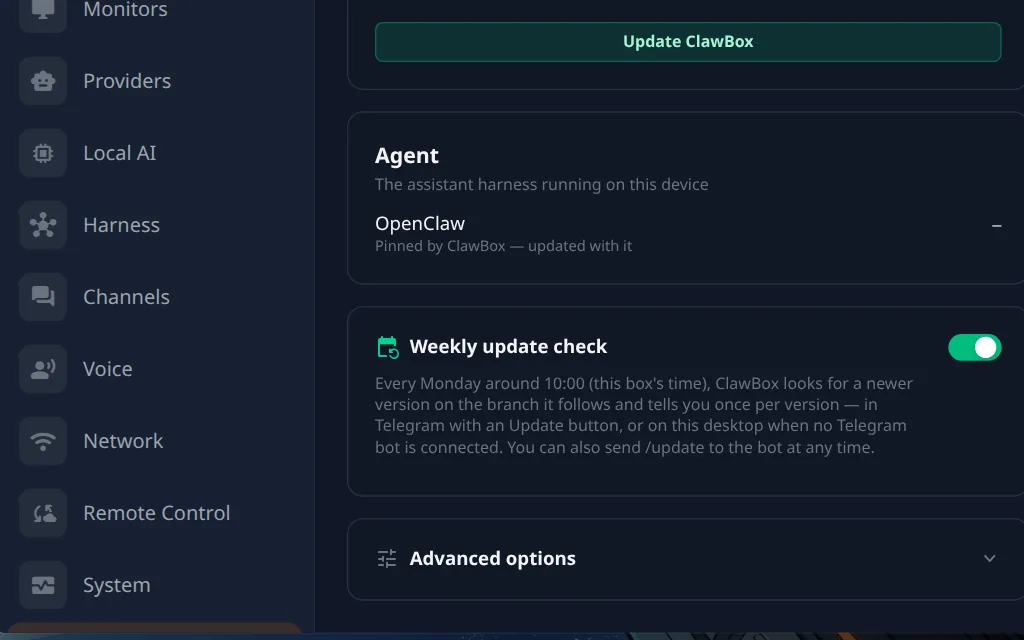 Monitors
Providers
Local AI
Harness
Channels
Voice
Network
Remote Control
System
Update ClawBox
Agent
The assistant harness running on this device
OpenClaw
–
Pinned by ClawBox — updated with it
Weekly update check
Every Monday around 10:00 (this box's time), ClawBox looks for a newer
version on the branch it follows and tells you once per version — in
Telegram with an Update button, or on this desktop when no Telegram
bot is connected. You can also send /update to the bot at any time.
Advanced options